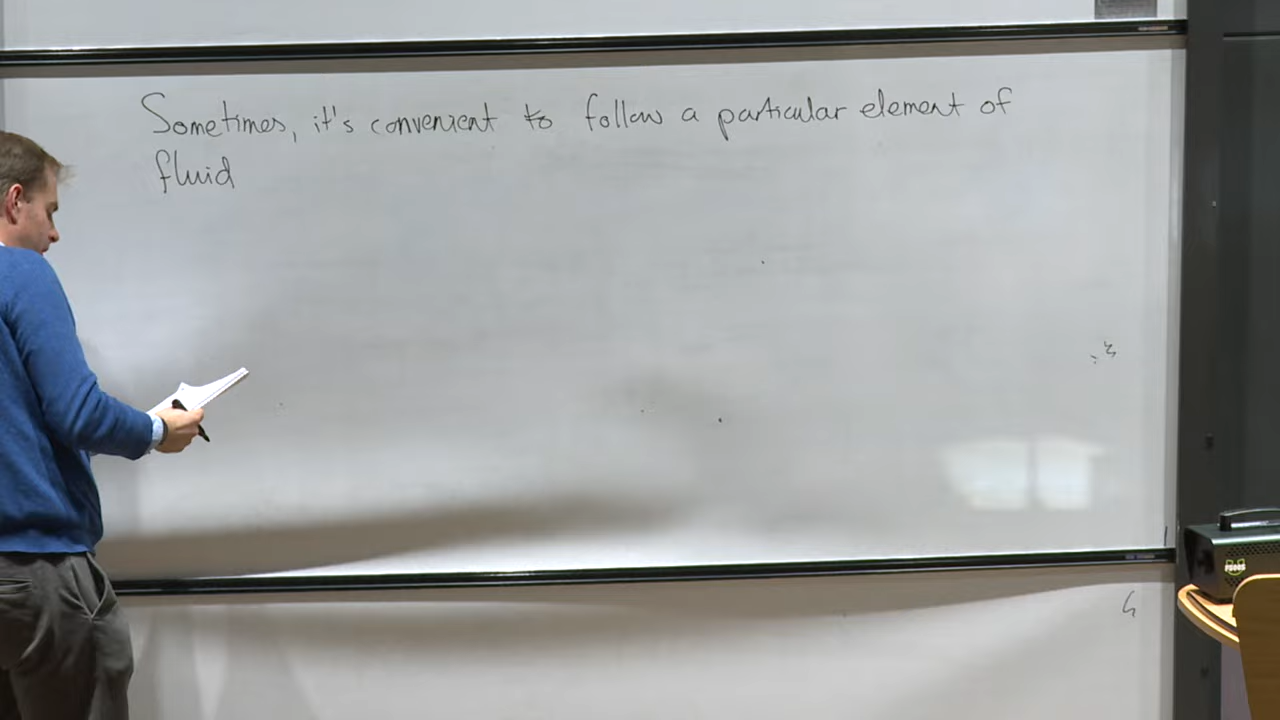 Sometimes, it's convenient to follow a particular element of
fluid